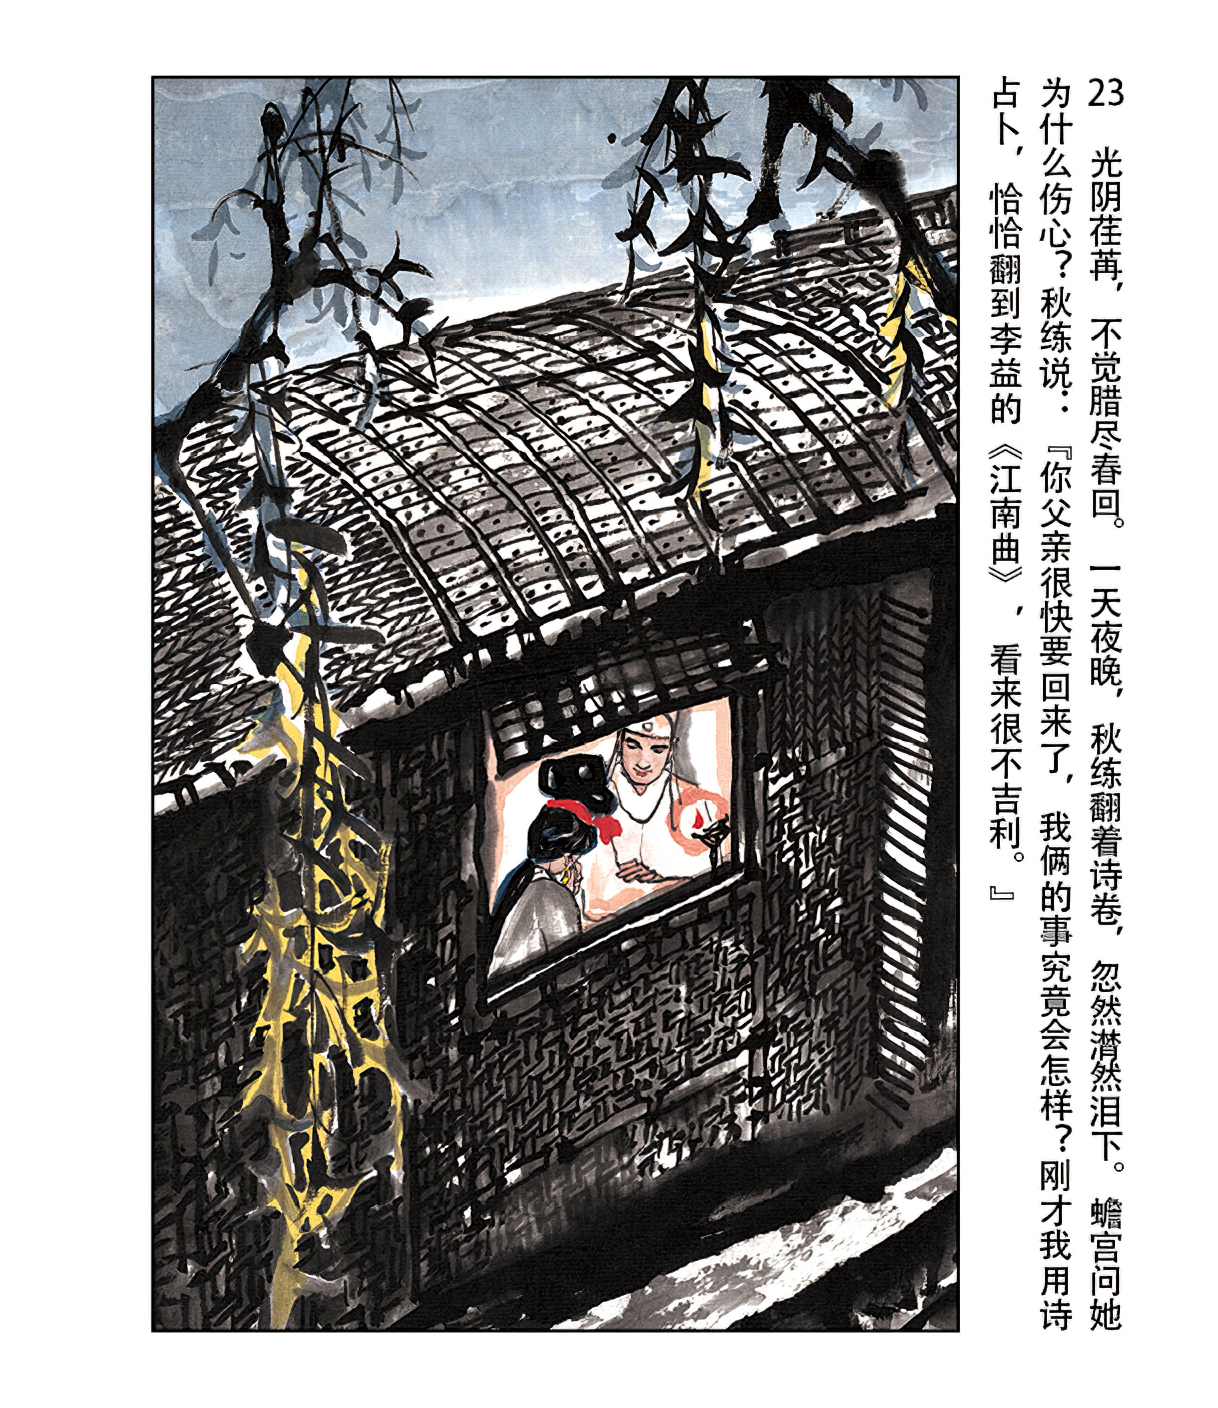 23 光阴荏苒，不觉腊尽春回。一天夜晚，秋练翻着诗卷，忽然潸然泪下。蟾宫问她
为什么伤心？秋练说：『你父亲很快要回来了，我俩的事究竟会怎样？刚才我用诗
占卜，恰恰翻到李益的《江南曲》，看来很不吉利。』